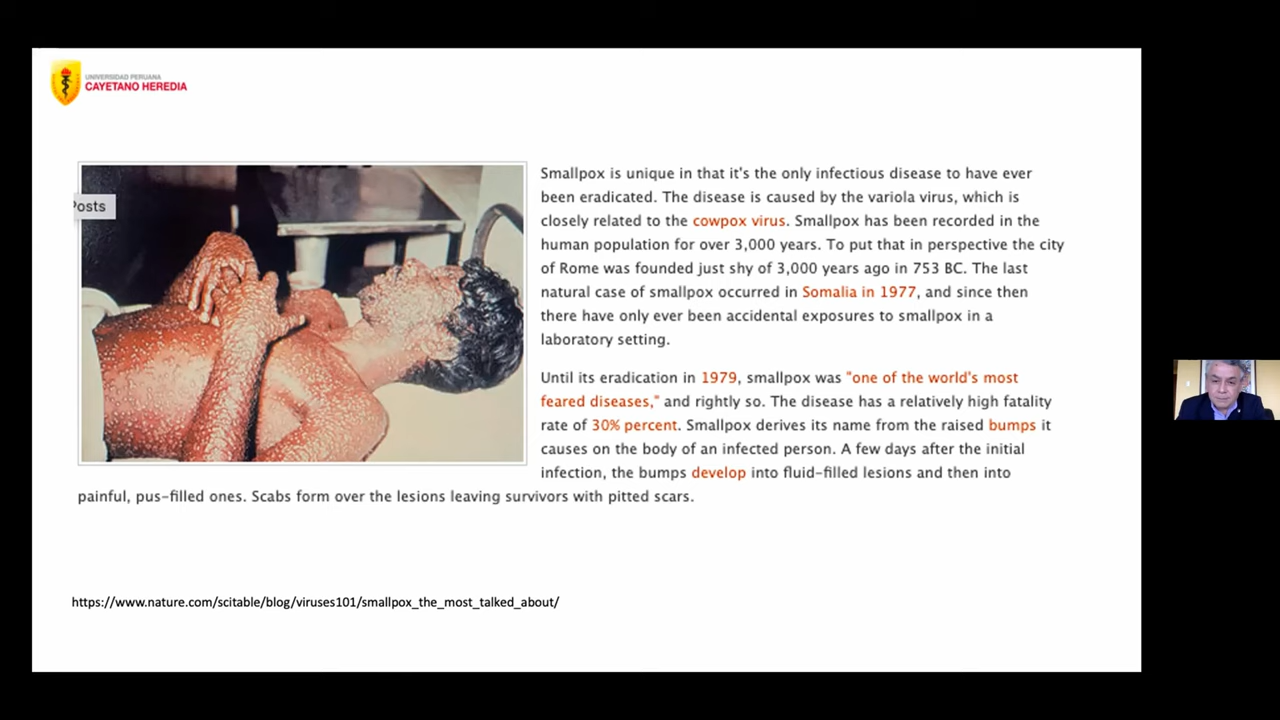 UNIVERSIDAD PERUANA
CAYETANO HEREDIA
Posts
Smallpox is unique in that it's the only infectious disease to have ever
been eradicated. The disease is caused by the variola virus, which is
closely related to the cowpox virus. Smallpox has been recorded in the
human population for over 3,000 years. To put that in perspective the city
of Rome was founded just shy of 3,000 years ago in 753 BC. The last
natural case of smallpox occurred in Somalia in 1977, and since then
there have only ever been accidental exposures to smallpox in a
laboratory setting.
Until its eradication in 1979, smallpox was "one of the world's most
feared diseases," and rightly so. The disease has a relatively high fatality
rate of 30% percent. Smallpox derives its name from the raised bumps it
causes on the body of an infected person. A few days after the initial
infection, the bumps develop into fluid-filled lesions and then into
painful, pus-filled ones. Scabs form over the lesions leaving survivors with pitted scars.
https://www.nature.com/scitable/blog/viruses101/smallpox_the_most_talked_about/